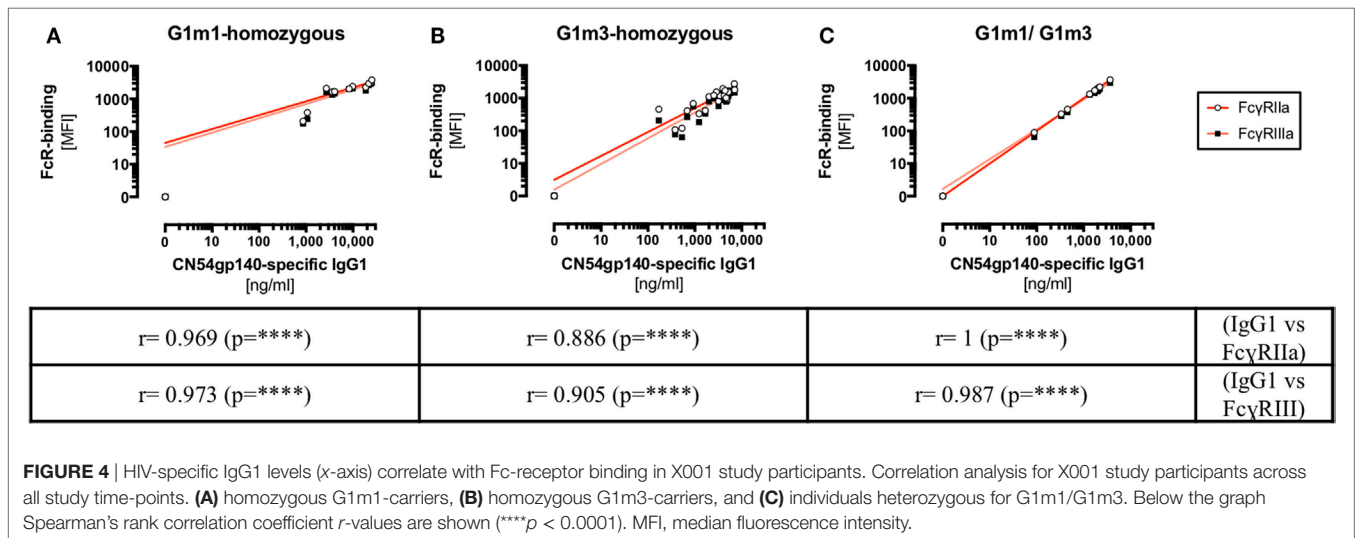 A G1m1-homozygous
FcR-binding
[MFI]
10000
1000
100
10
0
0 10 100 1,000 10,000
CN54gp140-specific IgG1
[ng/ml]
B G1m3-homozygous
FcR-binding
[MFI]
10000
1000
100
10
0
0 10 100 1,000 10,000
CN54gp140-specific IgG1
[ng/ml]
C G1m1/ G1m3
FcR-binding
[MFI]
10000
1000
100
10
0
0 10 100 1,000 10,000
CN54gp140-specific IgG1
[ng/ml]
FcγRIIa
FcγRIIIa
r= 0.969 (p=****) r= 0.886 (p=****) r= 1 (p=****) (IgG1 vs
FcγRIIa)
r= 0.973 (p=****) r= 0.905 (p=****) r= 0.987 (p=****) (IgG1 vs
FcγRIII)
FIGURE 4 | HIV-specific IgG1 levels (x-axis) correlate with Fc-receptor binding in X001 study participants. Correlation analysis for X001 study participants across
all study time-points. (A) homozygous G1m1-carriers, (B) homozygous G1m3-carriers, and (C) individuals heterozygous for G1m1/G1m3. Below the graph
Spearman's rank correlation coefficient r-values are shown (****p < 0.0001). MFI, median fluorescence intensity.